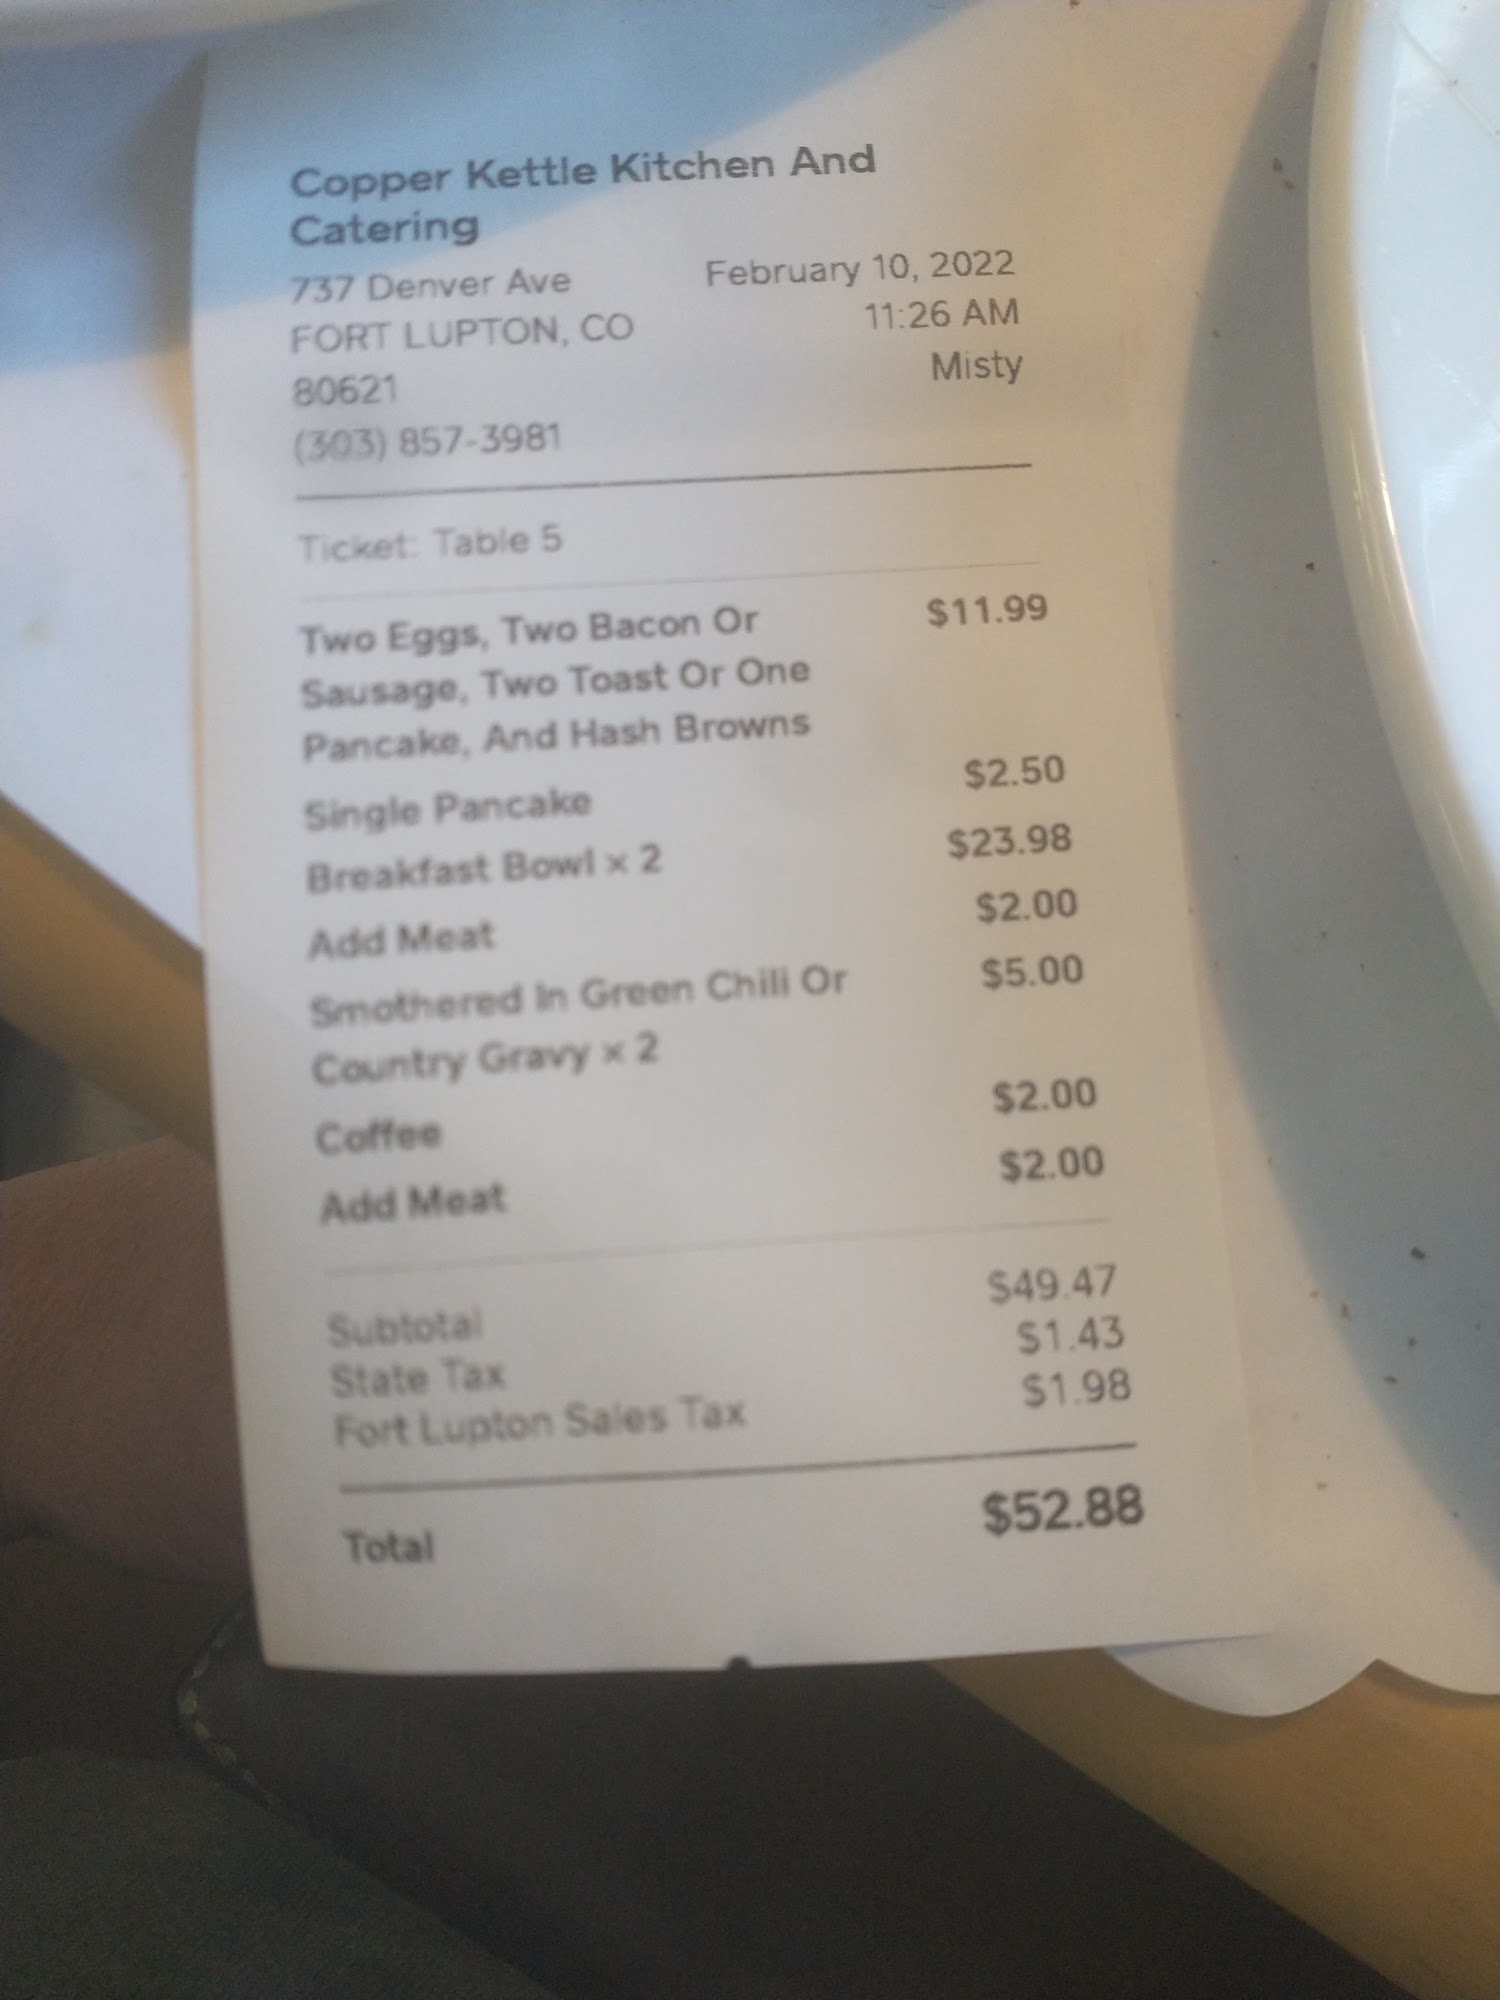 Copper Kettle Kitchen And
Catering
737 Denver Ave
FORT LUPTON, CO
80621
(303) 857-3981
February 10, 2022
11:26 AM
Misty
Ticket: Table 5
Two Eggs, Two Bacon Or $11.99
Sausage, Two Toast Or One
Pancake, And Hash Browns
Single Pancake $2.50
Breakfast Bowl x 2 $23.98
Add Meat $2.00
Smothered In Green Chili Or $5.00
Country Gravy x 2
Coffee $2.00
Add Meat $2.00
Subtotal $49.47
State Tax $1.43
Fort Lupton Sales Tax $1.98
Total $52.88